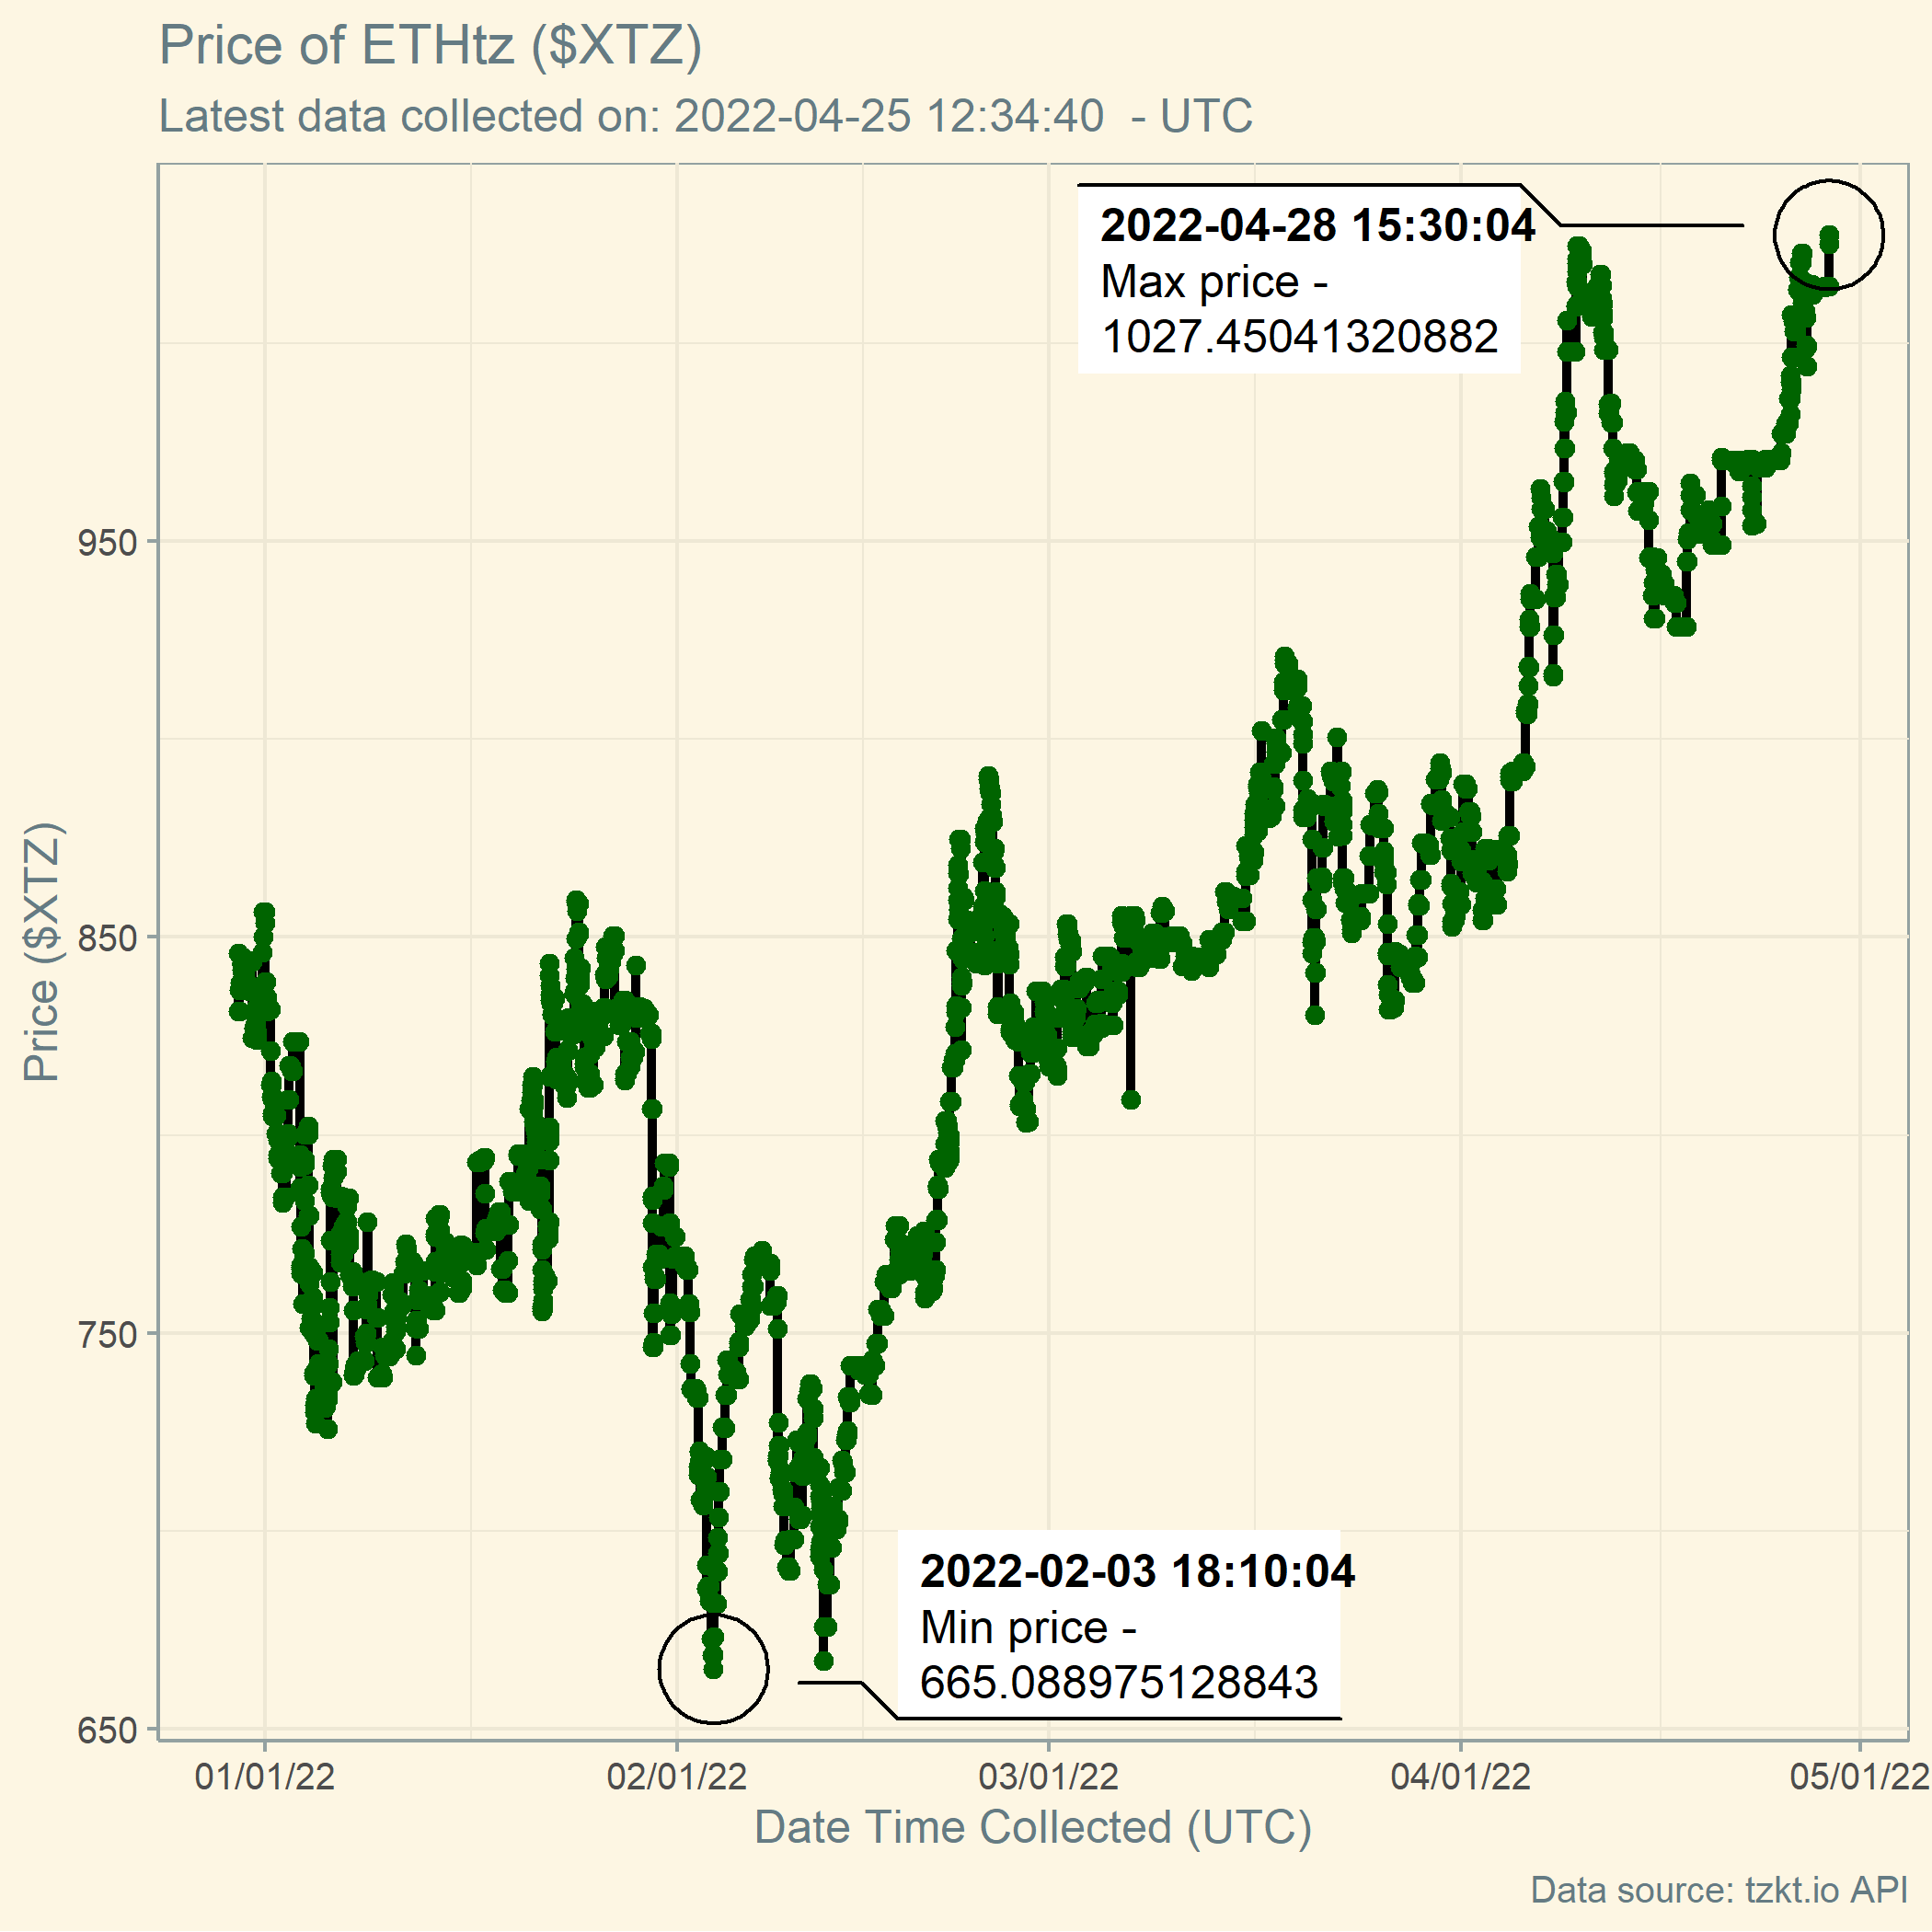 Price of ETHtz ($XTZ)
Latest data collected on: 2022-04-25 12:34:40  - UTC
2022-04-28 15:30:04
Max price -
1027.45041320882
950
850
750
650
Price ($XTZ)
2022-02-03 18:10:04
Min price -
665.088975128843
01/01/22
02/01/22
03/01/22
04/01/22
05/01/22
Date Time Collected (UTC)
Data source: tzkt.io API